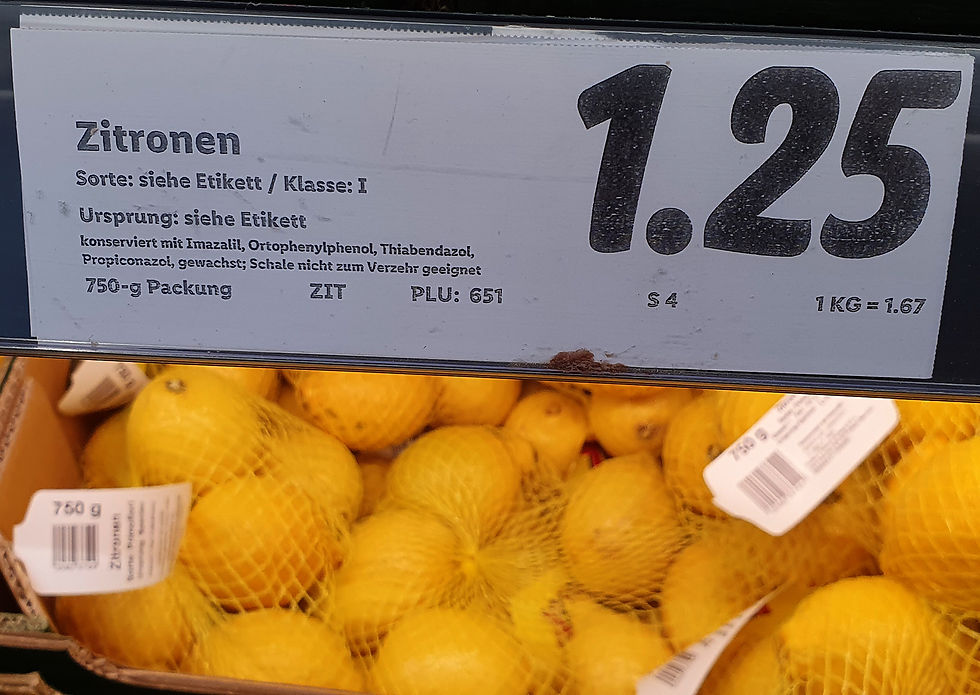 1.25
Zitronen
Sorte: siehe Etikett / Klasse: I
Ursprung: siehe Etikett
konserviert mit Imazalil, Ortophenylphenol, Thiabendazol,
Propiconazol, gewachst; Schale nicht zum Verzehr geeignet
750-g Packung ZIT PLU: 651 S 4 1 KG = 1.67
750 g
Zitronen
750 g